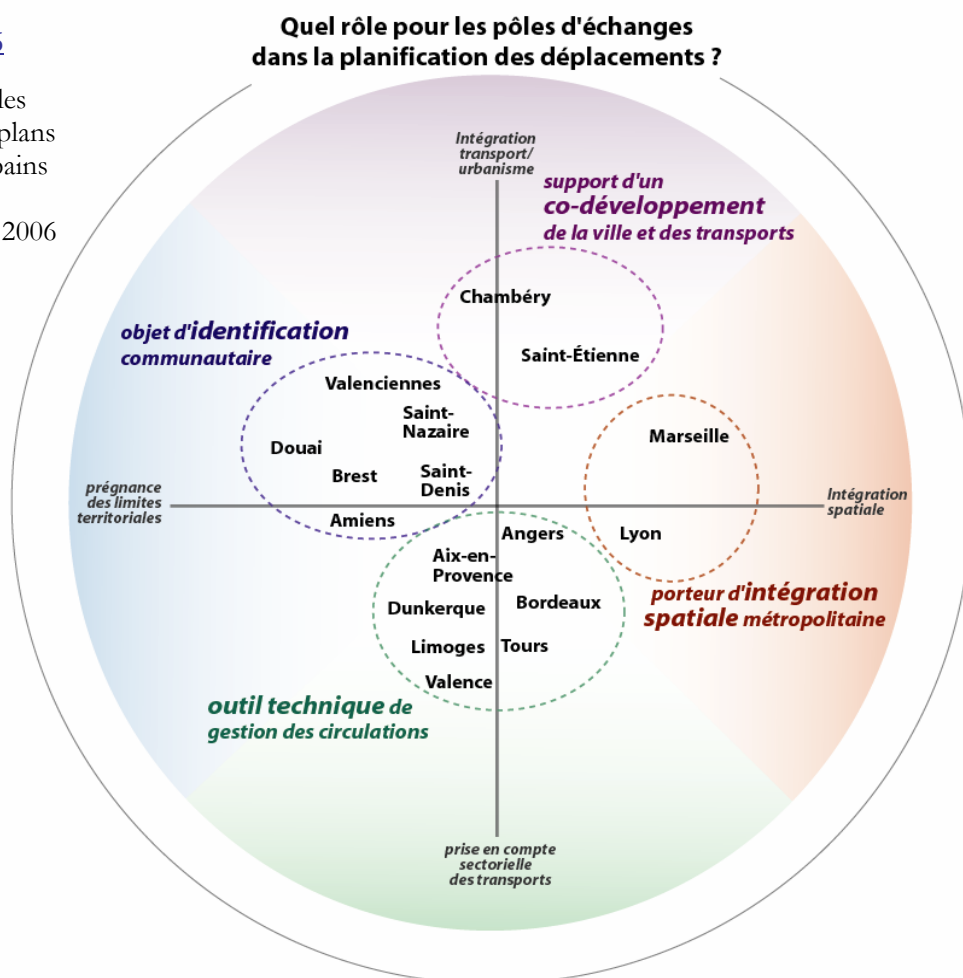 Quel rôle pour les pôles d'échanges
dans la planification des déplacements ?
les
plans
2006
Intégration
transport/
urbanisme
support d'un
co-développement
de la ville et des transports
Chambéry
Saint-Étienne
objet d'identification
communautaire
Valenciennes
Saint-
Nazaire
Douai
Brest
Saint-
Denis
Amiens
Marseille
Lyon
prégnance
des limites
territoriales
Intégration
spatiale
porteur d'intégration
spatiale métropolitaine
Angers
Aix-en-
Provence
Dunkerque
Bordeaux
Limoges
Tours
Valence
outil technique de
gestion des circulations
prise en compte
sectorielle
des transports